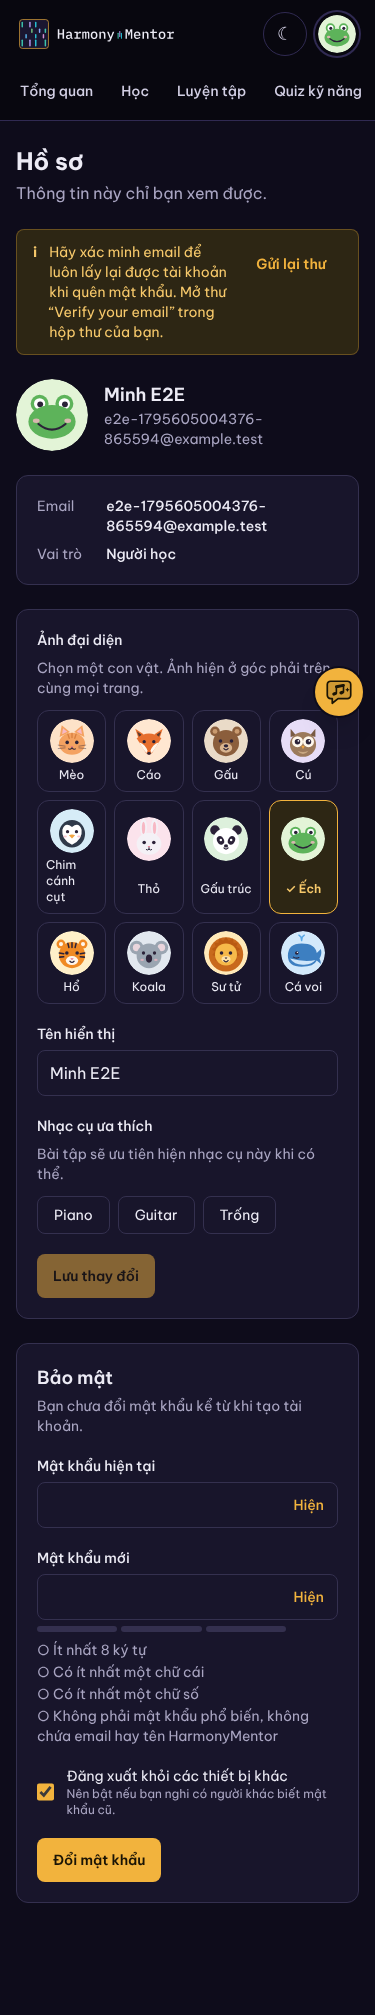 Harmony Mentor
Tổng quan Học Luyện tập Quiz kỹ năng
Hồ sơ
Thông tin này chỉ bạn xem được.
i Hãy xác minh email để
luôn lấy lại được tài khoản
khi quên mật khẩu. Mở thư
“Verify your email” trong
hộp thư của bạn.
Gửi lại thư
Minh E2E
e2e-1795605004376-
865594@example.test
Email e2e-1795605004376-
865594@example.test
Vai trò Người học
Ảnh đại diện
Chọn một con vật. Ảnh hiện ở góc phải trên
cùng mọi trang.
Mèo Cáo Gấu Cú
Chim
cánh
cụt
Thỏ Gấu trúc ✓ Ếch
Hổ Koala Sư tử Cá voi
Tên hiển thị
Minh E2E
Nhạc cụ ưa thích
Bài tập sẽ ưu tiên hiện nhạc cụ này khi có
thể.
Piano Guitar Trống
Lưu thay đổi
Bảo mật
Bạn chưa đổi mật khẩu kể từ khi tạo tài
khoản.
Mật khẩu hiện tại
Hiện
Mật khẩu mới
Hiện
○ Ít nhất 8 ký tự
○ Có ít nhất một chữ cái
○ Có ít nhất một chữ số
○ Không phải mật khẩu phổ biến, không
chứa email hay tên HarmonyMentor
Đăng xuất khỏi các thiết bị khác
Nên bật nếu bạn nghi có người khác biết mật
khẩu cũ.
Đổi mật khẩu